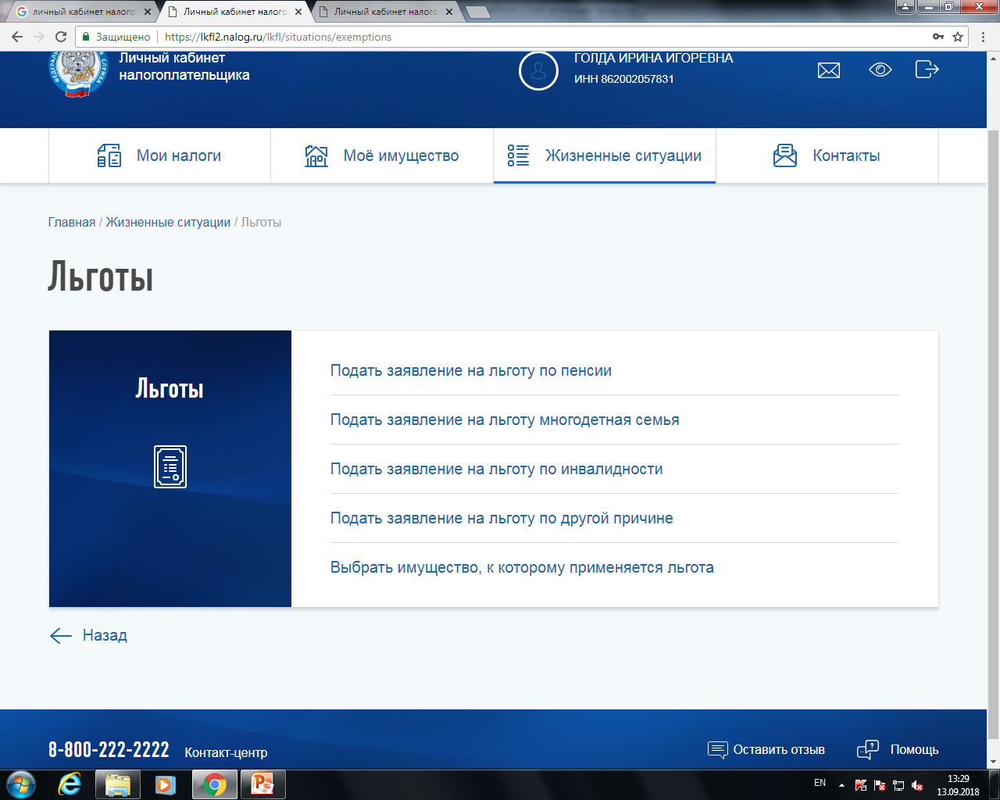 личный кабинет налого
Личный кабинет налого
Личный кабинет налого
Защищено
https://lkfl2.nalog.ru/lkfl/situations/exemptions
Личный кабинет
налогоплательщика
ГОЛДА ИРИНА ИГОРЕВНА
ИНН 862002057831
Мои налоги
Моё имущество
Жизненные ситуации
Контакты
Главная / Жизненные ситуации / Льготы
Льготы
Льготы
Подать заявление на льготу по пенсии
Подать заявление на льготу многодетная семья
Подать заявление на льготу по инвалидности
Подать заявление на льготу по другой причине
Выбрать имущество, к которому применяется льгота
Назад
8-800-222-2222 Контакт-центр
Оставить отзыв
Помощь
EN
13:29
13.09.2018